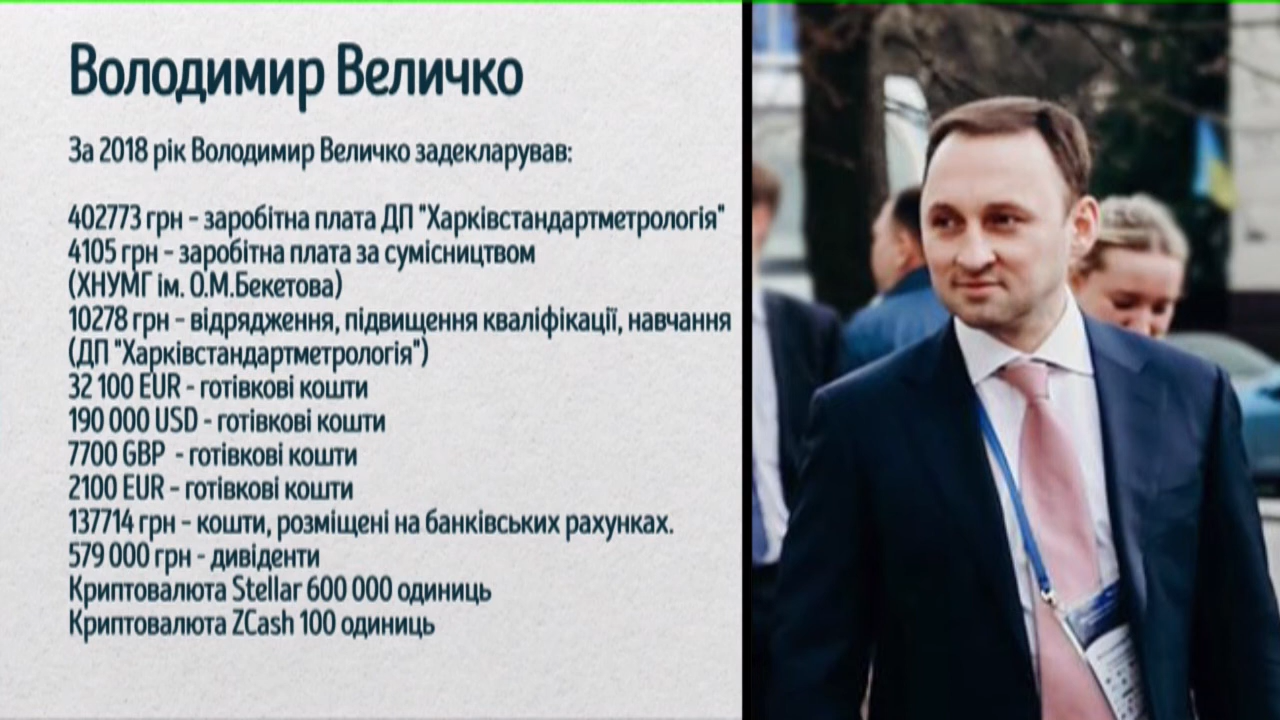 Володимир Величко
За 2018 рік Володимир Величко задекларував:
402773 грн - заробітна плата ДП "Харківстандартметрологія"
4105 грн - заробітна плата за сумісництвом
(ХНУМГ ім. О.М.Бекетова)
10278 грн - відрядження, підвищення кваліфікації, навчання
(ДП "Харківстандартметрологія")
32 100 EUR - готівкові кошти
190 000 USD - готівкові кошти
7700 GBP - готівкові кошти
2100 EUR - готівкові кошти
137714 грн - кошти, розміщені на банківських рахунках.
579 000 грн - дивіденти
Криптовалюта Stellar 600 000 одиниць
Криптовалюта ZCash 100 одиниць